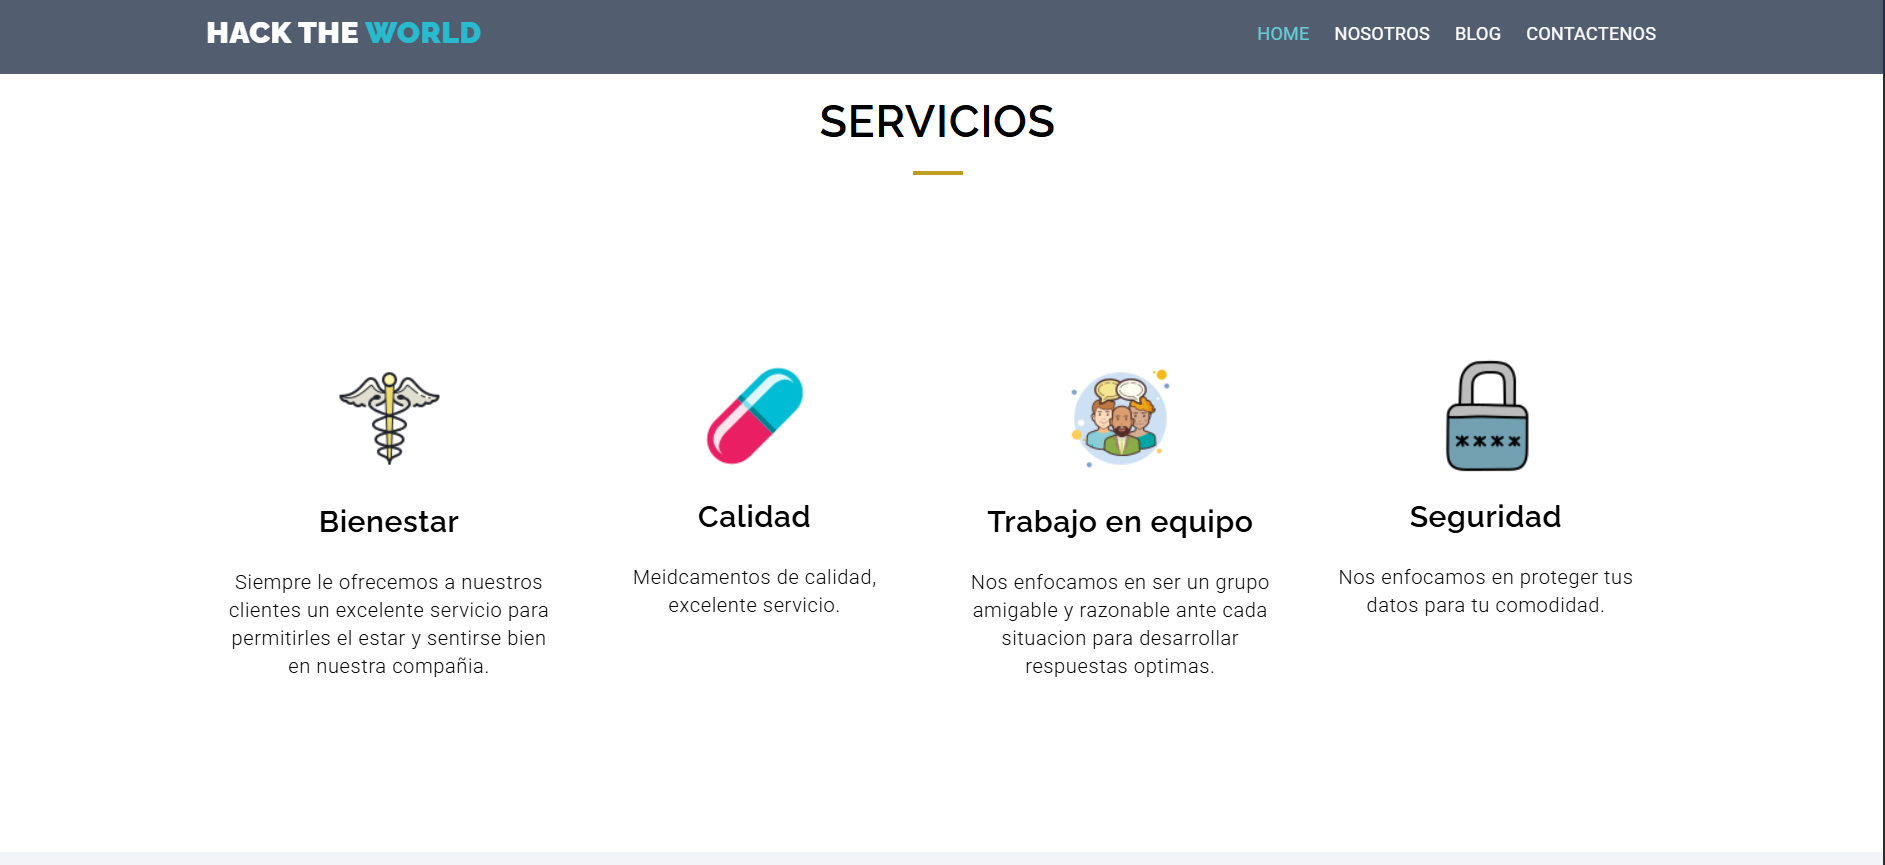 HACK THE WORLD
HOME NOSOTROS BLOG CONTACTENOS
SERVICIOS
Bienestar
Siempre le ofrecemos a nuestros
clientes un excelente servicio para
permitirles el estar y sentirse bien
en nuestra compañia.
Calidad
Meidcamentos de calidad,
excelente servicio.
Trabajo en equipo
Nos enfocamos en ser un grupo
amigable y razonable ante cada
situacion para desarrollar
respuestas optimas.
****
Seguridad
Nos enfocamos en proteger tus
datos para tu comodidad.